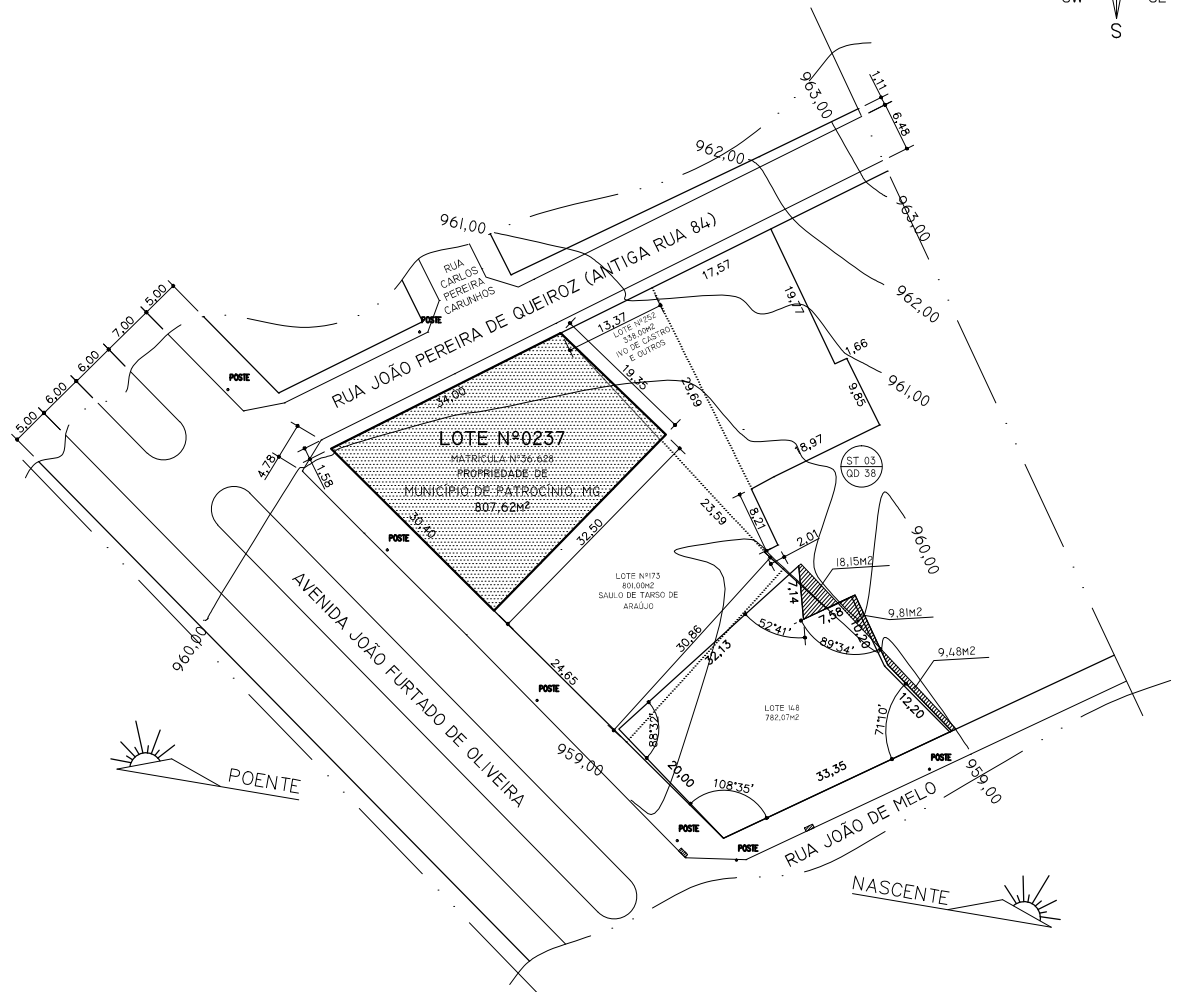 S
963,00
1,11
6,48
962,00
961,00
963,00
RUA
CARLOS
PEREIRA
CARUNHOS
RUA JOÃO PEREIRA DE QUEIROZ (ANTIGA RUA 84)
17,57
19,77
962,00
5,00
7,00
6,00
6,00
5,00
POSTE
POSTE
13,37
LOTE Nº252
338,00M2
IVO DE CASTRO
E OUTROS
19,35
29,69
1,66
9,85
961,00
34,00
LOTE Nº0237
MATRÍCULA Nº36.628
PROPRIEDADE DE
MUNICÍPIO DE PATROCÍNIO, MG
807,62M²
4,78
1,58
18,97
ST 03
QD 38
30,40
32,50
23,59
8,21
2,01
POSTE
960,00
18,15M2
LOTE Nº173
801,00M2
SAULO DE TARSO DE
ARAÚJO
7,14
7,58
10,20
9,81M2
52°41'
89°34'
9,48M2
30,86
32,13
960,00
AVENIDA JOÃO FURTADO DE OLIVEIRA
24,65
POSTE
LOTE 148
782,07M2
12,20
71°10'
88°32'
959,00
20,00
108°35'
33,35
POSTE
959,00
POENTE
POSTE
POSTE
RUA JOÃO DE MELO
NASCENTE